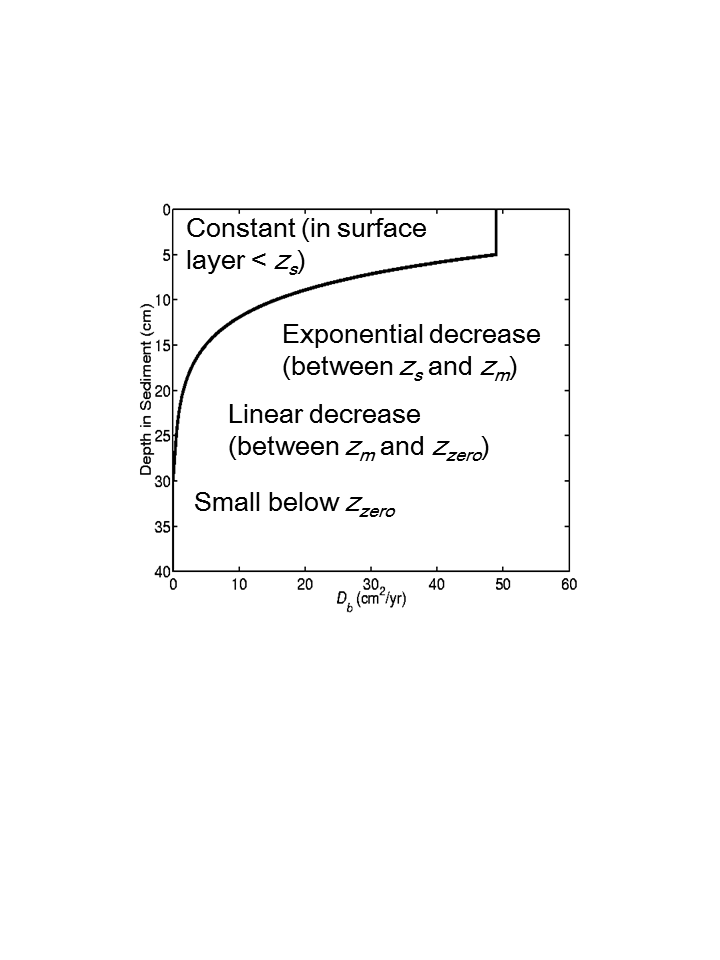 0
Constant (in surface
layer < zs)
5
10
Exponential decrease
(between zs and zm)
15
20
Linear decrease
(between zm and zzero)
25
30
Small below zzero
35
40
Depth in Sediment (cm)
0 10 20 30 40 50 60
Db (cm2/yr)